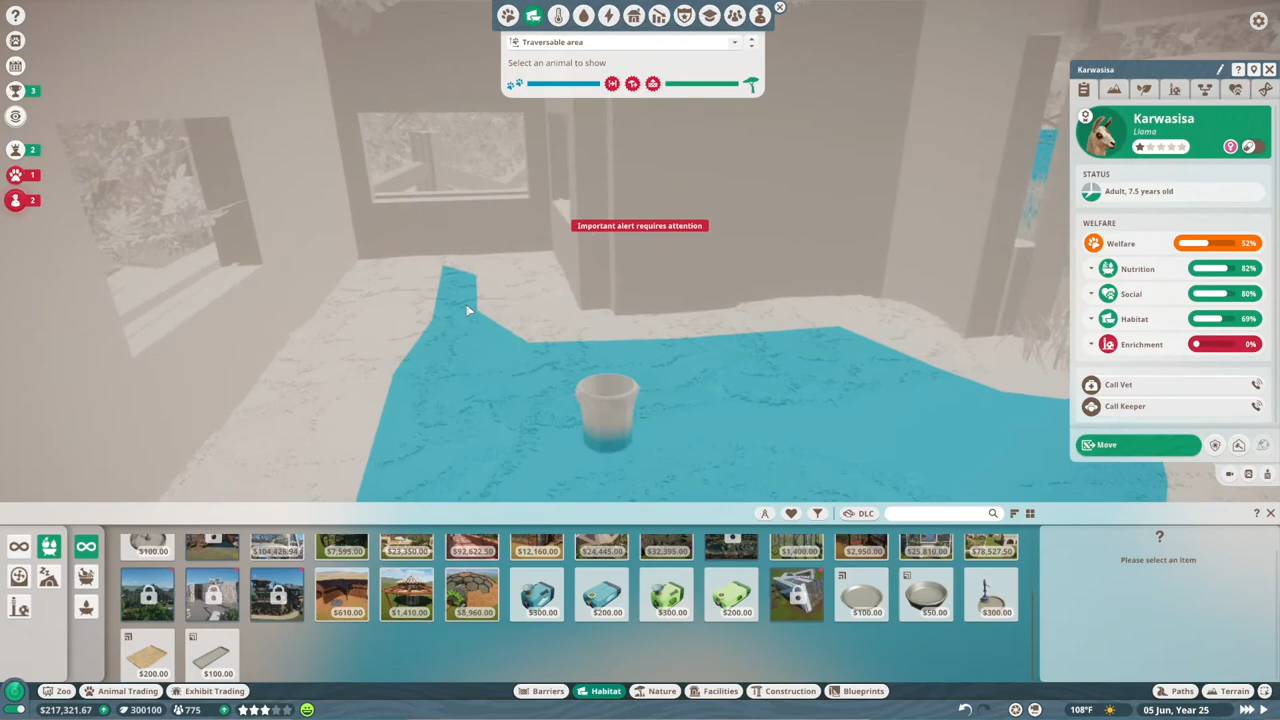 Traversable area
Select an animal to show
3
2
1
2
Important alert requires attention
Karwasisa
Karwasisa
Llama
STATUS
Adult, 7.5 years old
WELFARE
Welfare 52%
Nutrition 82%
Social 80%
Habitat 69%
Enrichment 0%
Call Vet
Call Keeper
Move
DLC
Please select an item
$100.00
$104,426.94
$7,595.00
$23,350.00
$92,622.50
$12,160.00
$24,445.00
$32,395.00
$1,400.00
$2,950.00
$25,810.00
$78,527.50
$610.00
$1,410.00
$8,960.00
$300.00
$200.00
$300.00
$200.00
$100.00
$50.00
$300.00
$200.00
$100.00
Zoo
Animal Trading
Exhibit Trading
Barriers
Habitat
Nature
Facilities
Construction
Blueprints
Paths
Terrain
$217,321.67
300100
775
108°F
05 Jun, Year 25